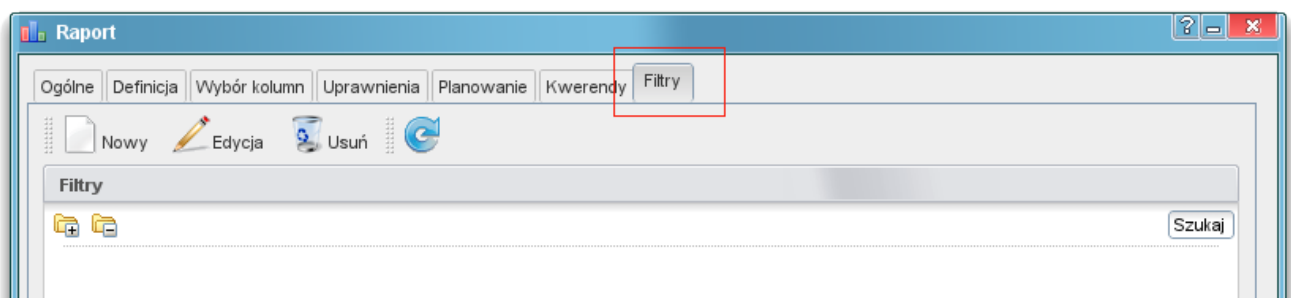 Raport
Ogólne Definicja Wybór kolumn Uprawnienia Planowanie Kwerendy Filtry
Nowy Edycja Usuń
Filtry
Szukaj